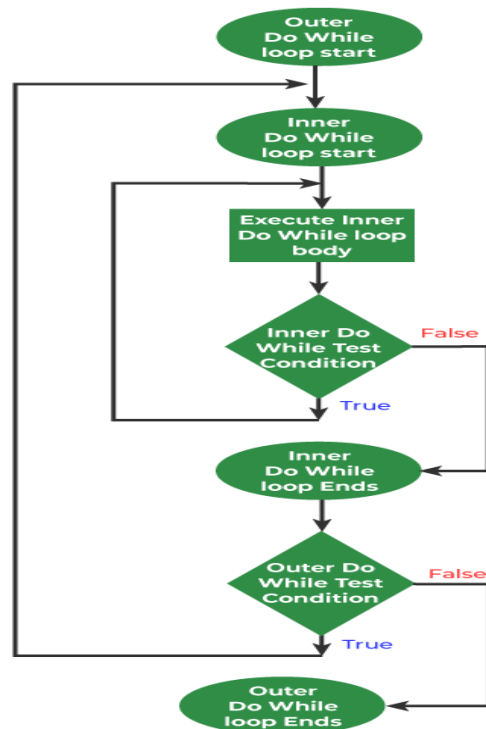 Outer
Do While
loop start
Inner
Do While
loop start
Execute Inner
Do While loop
body
Inner Do
While Test
Condition
False
True
Inner
Do While
loop Ends
Outer Do
While Test
Condition
False
True
Outer
Do While
loop Ends